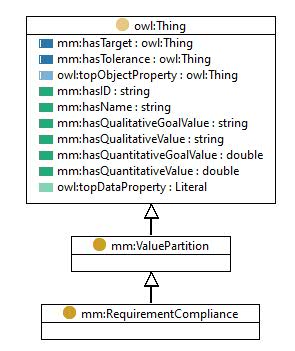 owl:Thing
mm:hasTarget : owl:Thing
mm:hasTolerance : owl:Thing
owl:topObjectProperty : owl:Thing
mm:hasID : string
mm:hasName : string
mm:hasQualitativeGoalValue : string
mm:hasQualitativeValue : string
mm:hasQuantitativeGoalValue : double
mm:hasQuantitativeValue : double
owl:topDataProperty : Literal
mm:ValuePartition
mm:RequirementCompliance